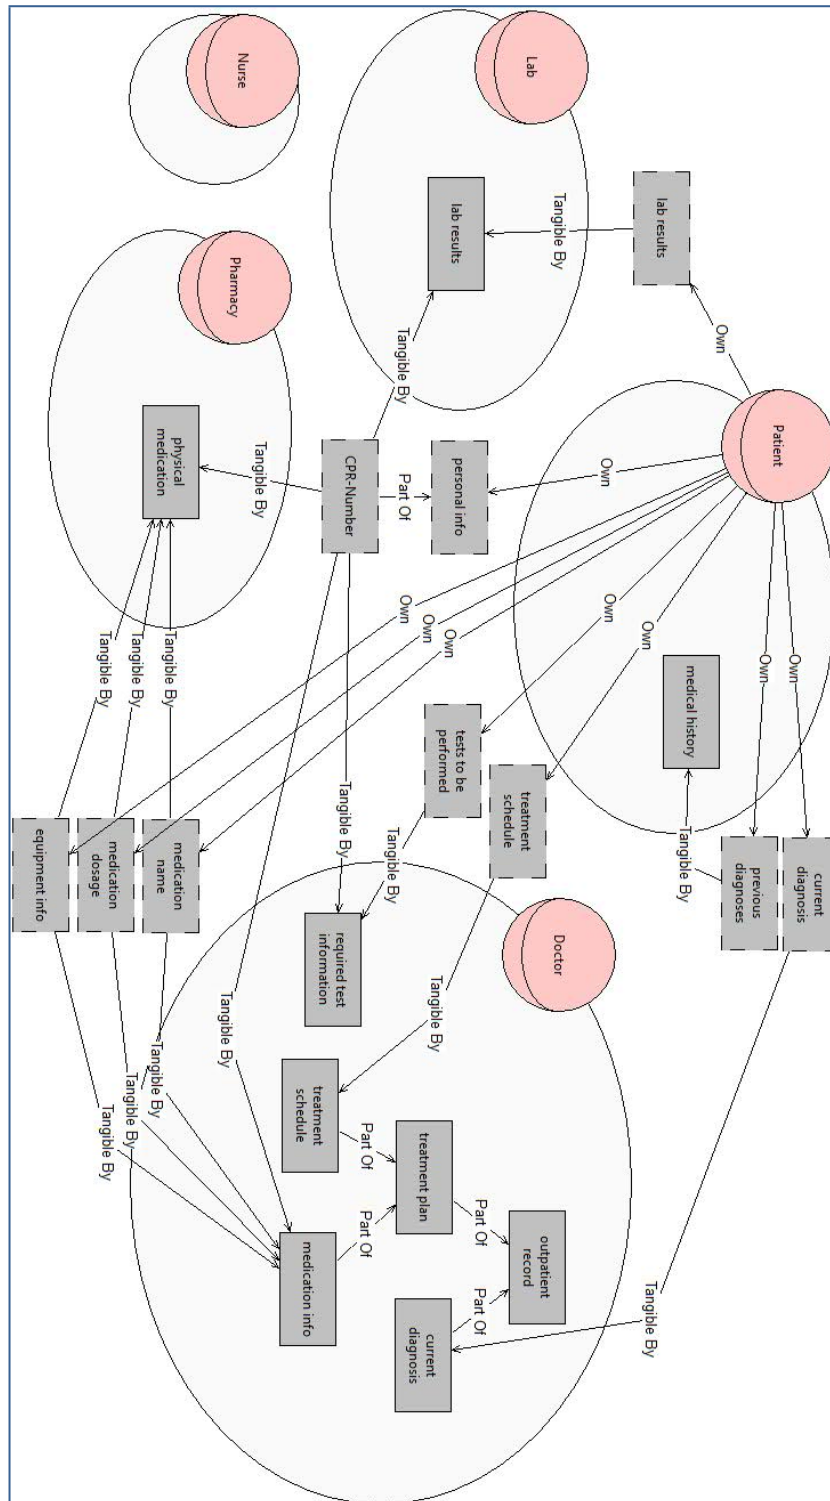 Patient
current
diagnosis
Own
Own
previous
diagnoses
Own
lab results
medical history
Tangible By
Tangible By
Own
Own
Own
Tangible By
Lab
Doctor
treatment
schedule
outpatient
record
personal info
lab results
tests to be
performed
Part Of
Part Of
Own
Own
Own
Tangible By
Tangible By
Tangible By
Part Of
CPR-Number
treatment plan
current
diagnosis
Part Of
Part Of
Tangible By
required test
information
treatment
schedule
medication info
Tangible By
Tangible By
Nurse
Pharmacy
physical
medication
Tangible By
Tangible By
Tangible By
medication
name
medication
dosage
equipment info
Tangible By
Tangible By
Tangible By